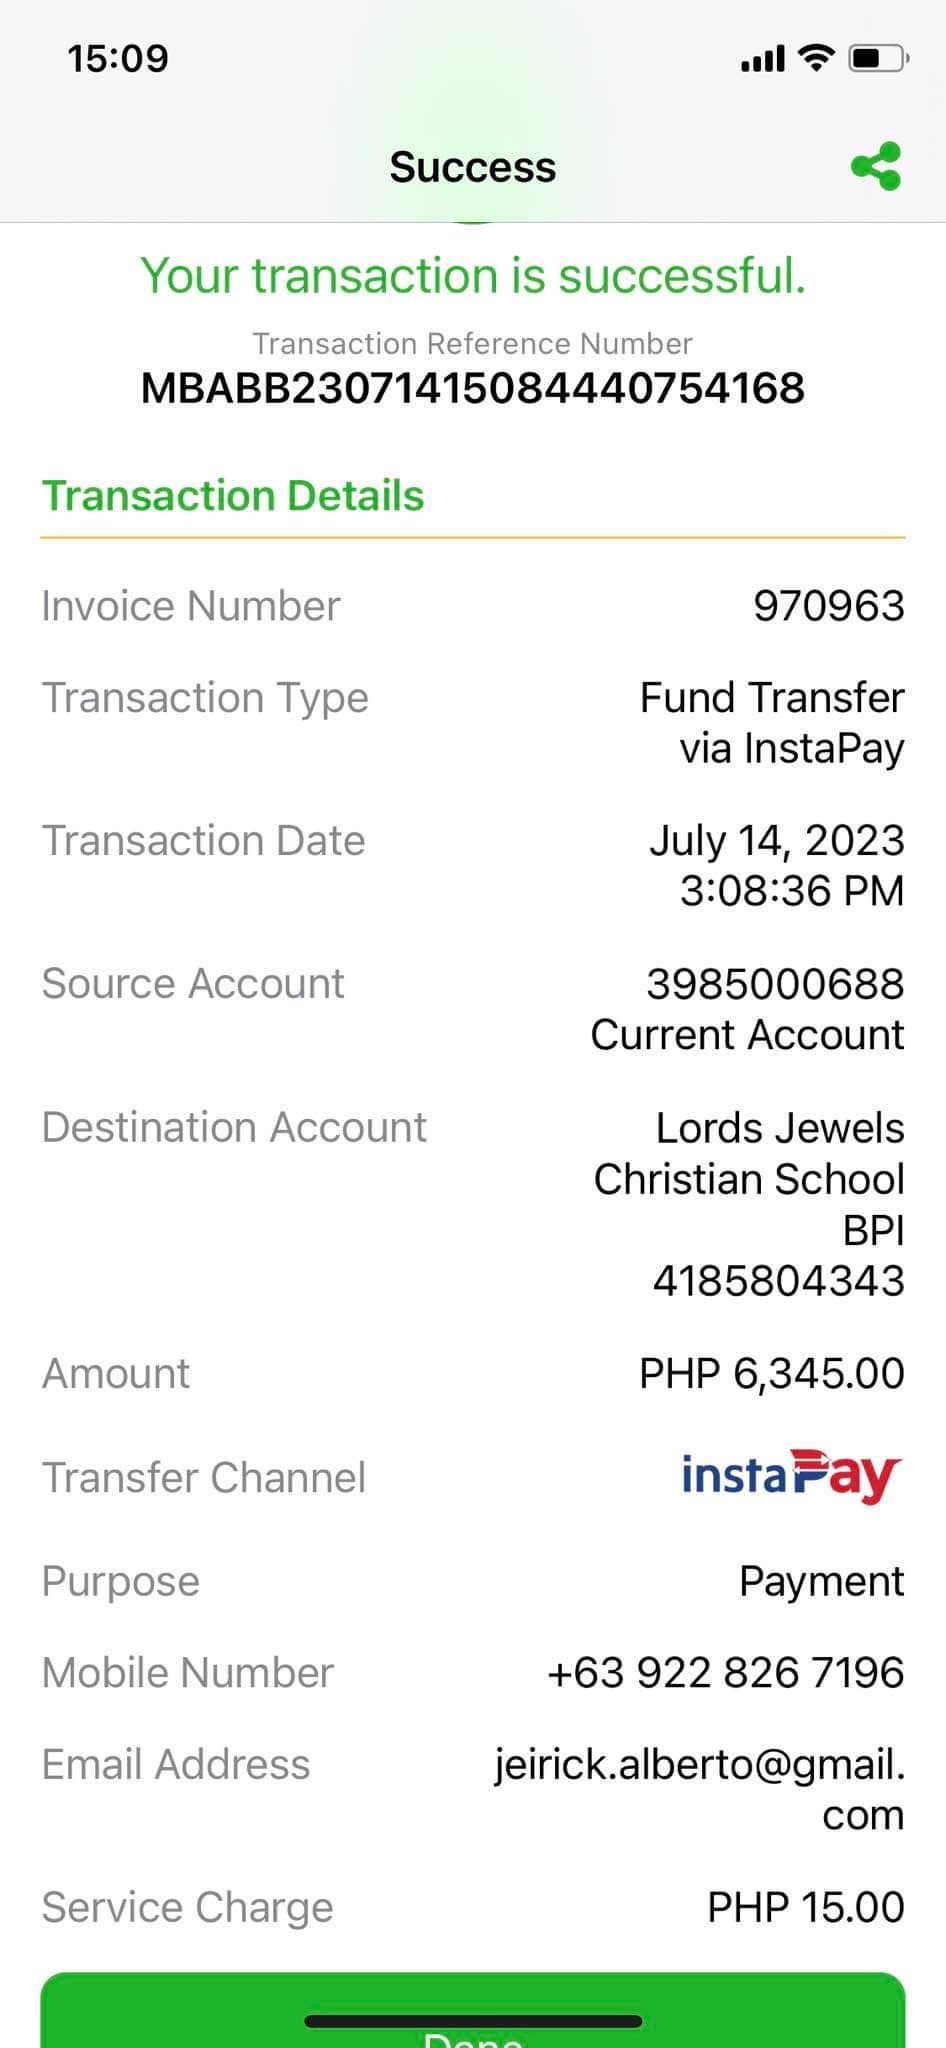 15:09
Success
Your transaction is successful.
Transaction Reference Number
MBABB23071415084440754168
Transaction Details
Invoice Number 970963
Transaction Type Fund Transfer
via InstaPay
Transaction Date July 14, 2023
3:08:36 PM
Source Account 3985000688
Current Account
Destination Account Lords Jewels
Christian School
BPI
4185804343
Amount PHP 6,345.00
Transfer Channel instaPay
Purpose Payment
Mobile Number +63 922 826 7196
Email Address jeirick.alberto@gmail.
com
Service Charge PHP 15.00
Done